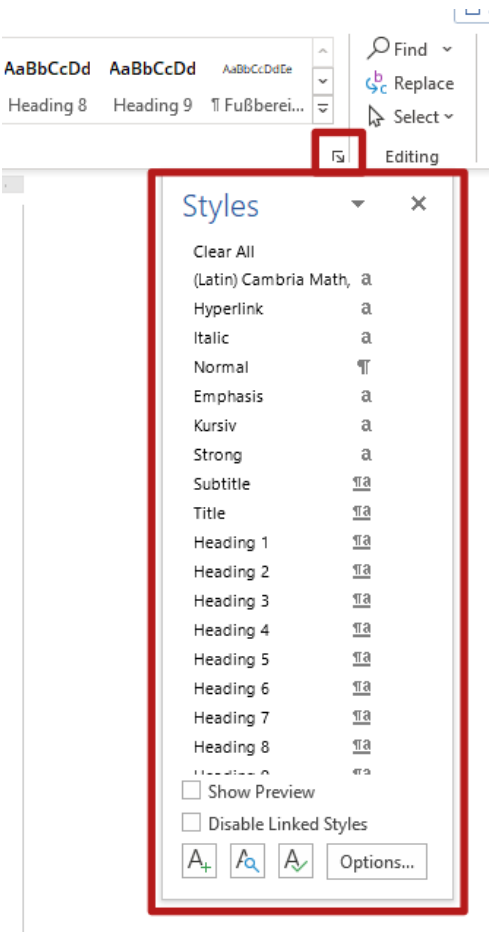 Find
AaBbCcDd AaBbCcDd AaBbCcDdEe
Replace
Heading 8 Heading 9 ¶ Fußberei...
Select
Editing
Styles
Clear All
(Latin) Cambria Math, a
Hyperlink a
Italic a
Normal ¶
Emphasis a
Kursiv a
Strong a
Subtitle ¶a
Title ¶a
Heading 1 ¶a
Heading 2 ¶a
Heading 3 ¶a
Heading 4 ¶a
Heading 5 ¶a
Heading 6 ¶a
Heading 7 ¶a
Heading 8 ¶a
Show Preview
Disable Linked Styles
Options...